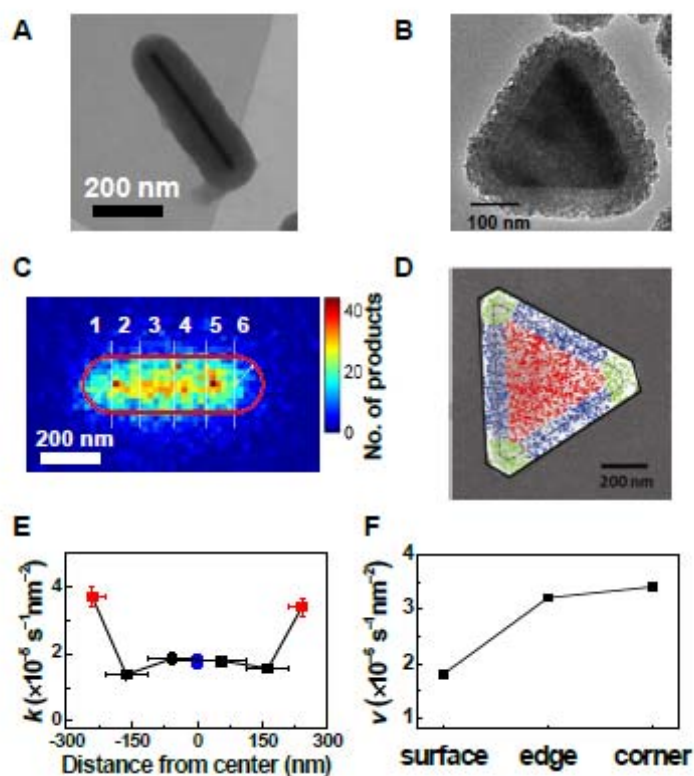 A
B
200 nm
100 nm
C
D
1 2 3 4 5 6
40
20
0
No. of products
200 nm
200 nm
E
F
k (×10⁻⁵ s⁻¹nm⁻²)
4
2
0
-300 -150 0 150 300
Distance from center (nm)
v (×10⁻⁶ s⁻¹nm⁻²)
4
3
2
1
surface edge corner